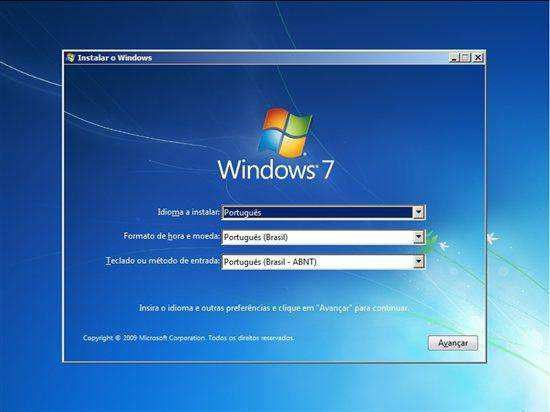 Instalar o Windows
Windows 7
Idioma a instalar: Português
Formato de hora e moeda: Português (Brasil)
Teclado ou método de entrada: Português (Brasil - ABNT)
Insira o idioma e outras preferências e clique em "Avançar" para continuar.
Copyright © 2009 Microsoft Corporation. Todos os direitos reservados.
Avançar